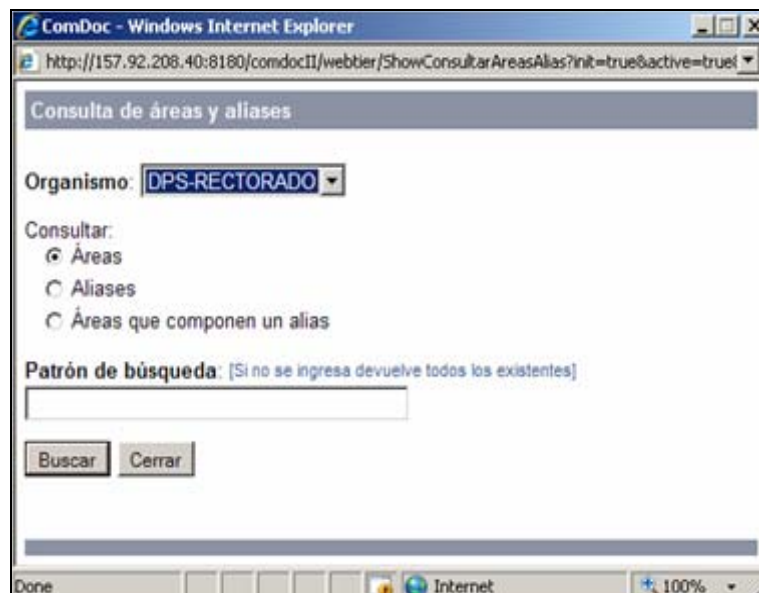 ComDoc - Windows Internet Explorer
http://157.92.208.40:8180/comdocII/webtier/ShowConsultarAreasAlias?init=true&active=true
Consulta de áreas y aliases
Organismo: DPS-RECTORADO
Consultar:
Áreas
Aliases
Áreas que componen un alias
Patrón de búsqueda: [Si no se ingresa devuelve todos los existentes]
Buscar Cerrar
Done Internet 100%